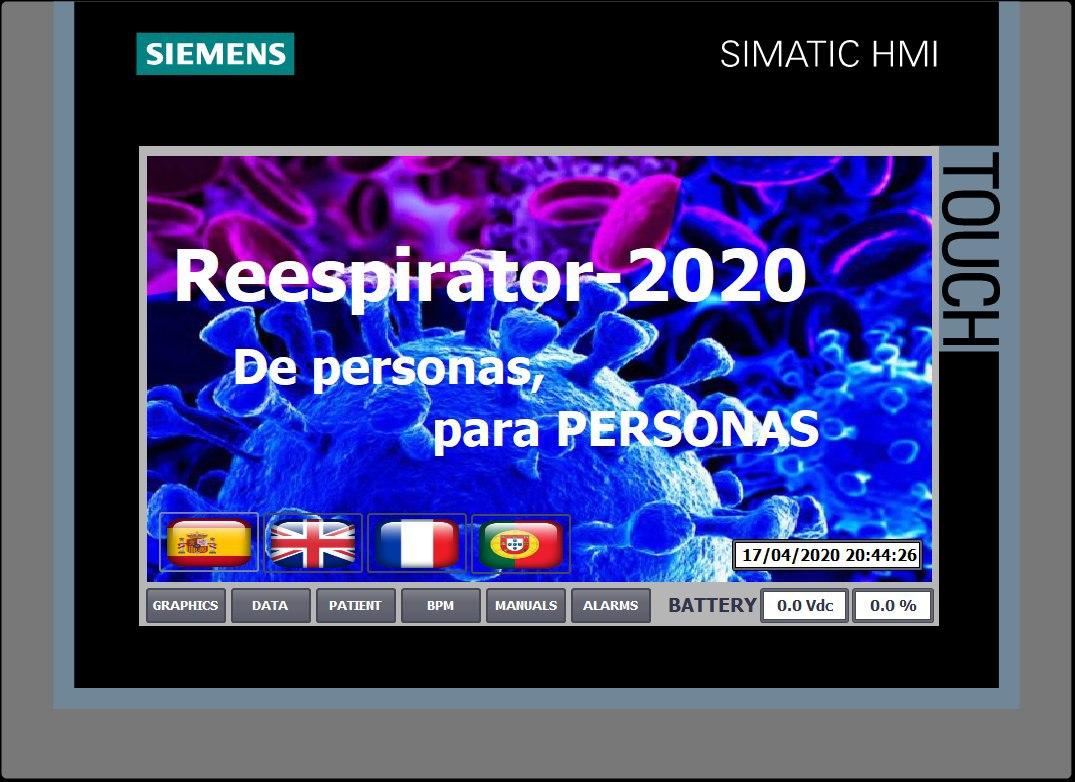 SIEMENS
SIMATIC HMI
TOUCH
Reespirator-2020
De personas,
para PERSONAS
17/04/2020 20:44:26
GRAPHICS DATA PATIENT BPM MANUALS ALARMS BATTERY 0.0 Vdc 0.0 %